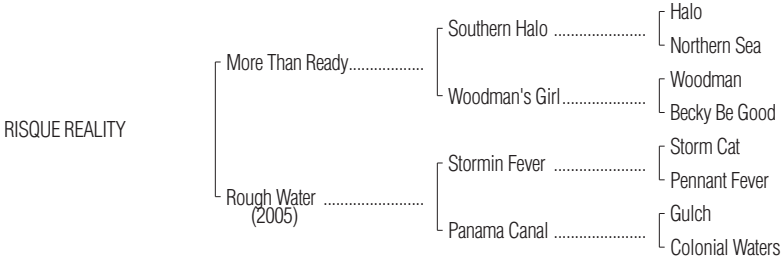 Halo
Southern Halo ......................
Northern Sea
More Than Ready..................
Woodman
Woodman's Girl....................
Becky Be Good
RISQUE REALITY
Storm Cat
Stormin Fever ......................
Pennant Fever
Rough Water ........................
(2005)
Gulch
Panama Canal ......................
Colonial Waters